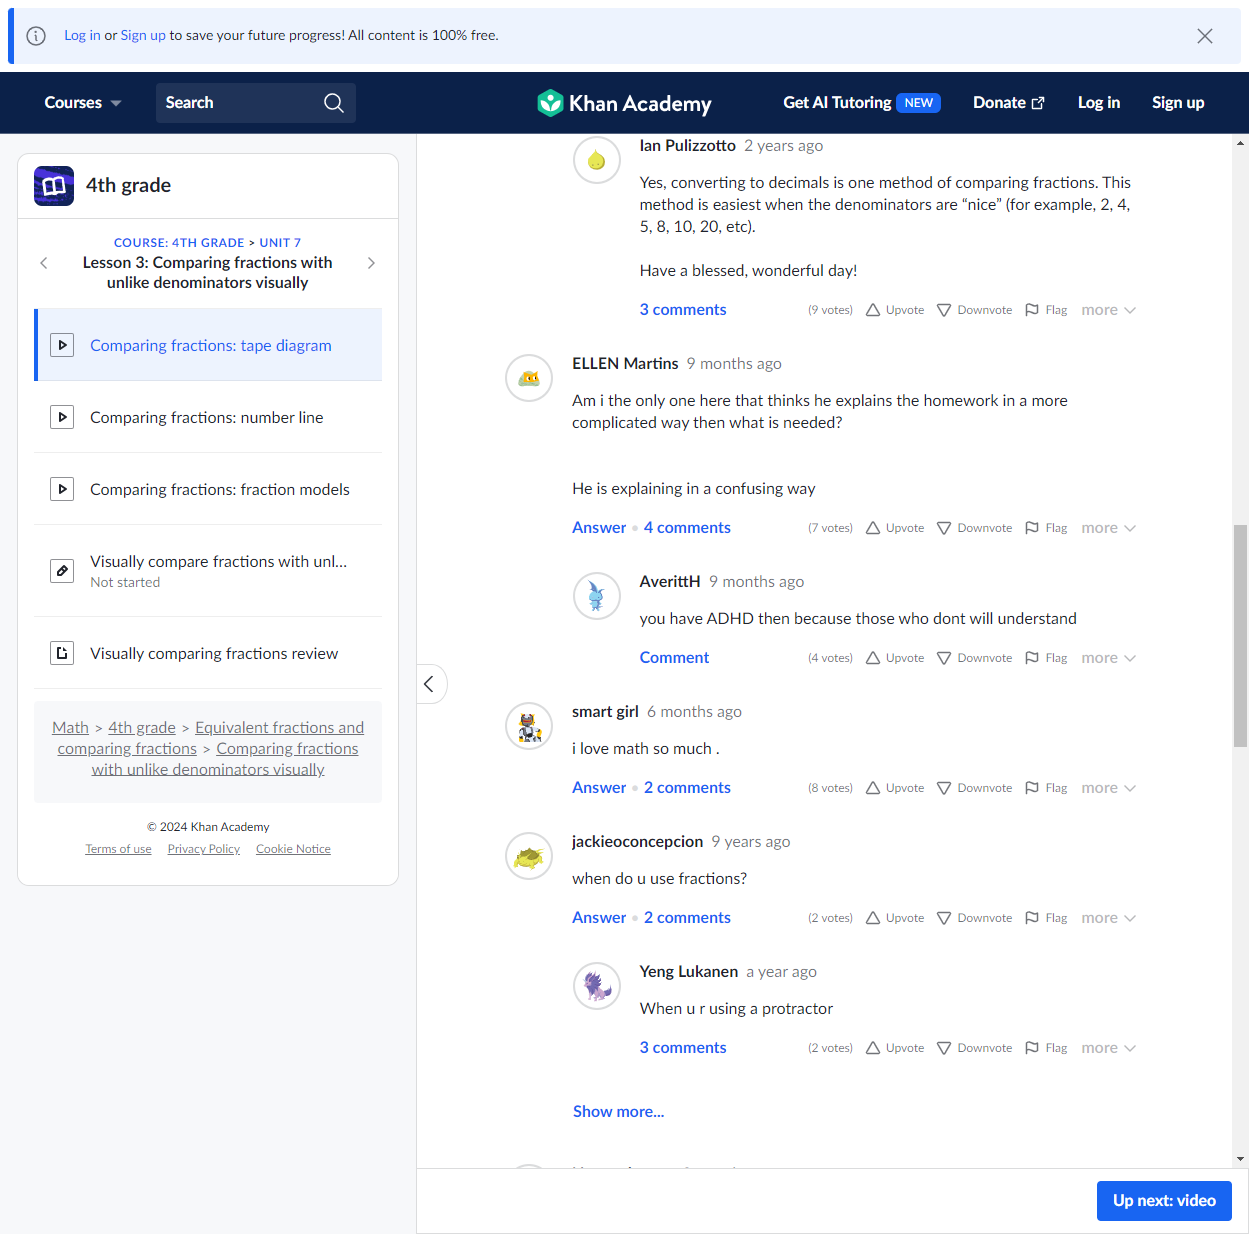 Log in or Sign up to save your future progress! All content is 100% free.
Courses
Search
Khan Academy
Get AI Tutoring NEW
Donate
Log in
Sign up
4th grade
COURSE: 4TH GRADE > UNIT 7
Lesson 3: Comparing fractions with
unlike denominators visually
Comparing fractions: tape diagram
Comparing fractions: number line
Comparing fractions: fraction models
Visually compare fractions with unl...
Not started
Visually comparing fractions review
Math > 4th grade > Equivalent fractions and
comparing fractions > Comparing fractions
with unlike denominators visually
© 2024 Khan Academy
Terms of use Privacy Policy Cookie Notice
Ian Pulizzotto 2 years ago
Yes, converting to decimals is one method of comparing fractions. This
method is easiest when the denominators are “nice” (for example, 2, 4,
5, 8, 10, 20, etc).
Have a blessed, wonderful day!
3 comments (9 votes) Upvote Downvote Flag more
ELLEN Martins 9 months ago
Am i the only one here that thinks he explains the homework in a more
complicated way then what is needed?
He is explaining in a confusing way
Answer • 4 comments (7 votes) Upvote Downvote Flag more
AverittH 9 months ago
you have ADHD then because those who dont will understand
Comment (4 votes) Upvote Downvote Flag more
smart girl 6 months ago
i love math so much .
Answer • 2 comments (8 votes) Upvote Downvote Flag more
jackieoconcepcion 9 years ago
when do u use fractions?
Answer • 2 comments (2 votes) Upvote Downvote Flag more
Yeng Lukanen a year ago
When u r using a protractor
3 comments (2 votes) Upvote Downvote Flag more
Show more...
Up next: video